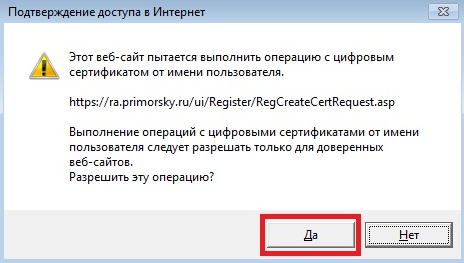 Подтверждение доступа в Интернет
Этот веб-сайт пытается выполнить операцию с цифровым
сертификатом от имени пользователя.
https://ra.primorsky.ru/ui/Register/RegCreateCertRequest.asp
Выполнение операций с цифровыми сертификатами от имени
пользователя следует разрешать только для доверенных
веб-сайтов.
Разрешить эту операцию?
Да
Нет